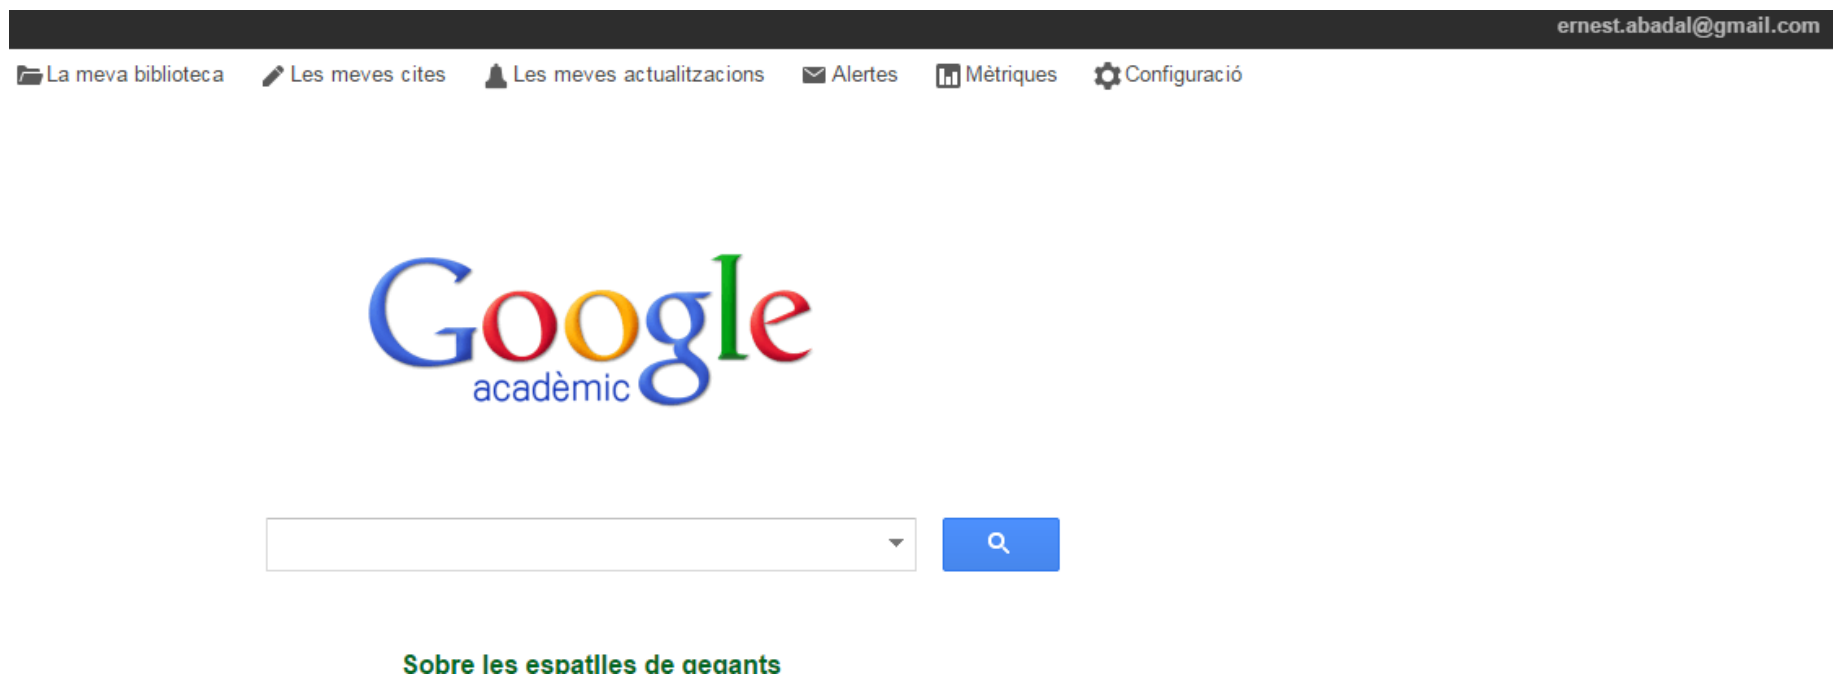 ernest.abadal@gmail.com
La meva biblioteca Les meves cites Les meves actualitzacions Alertes Mètriques Configuració
Google
acadèmic
Sobre les espatlles de gegants